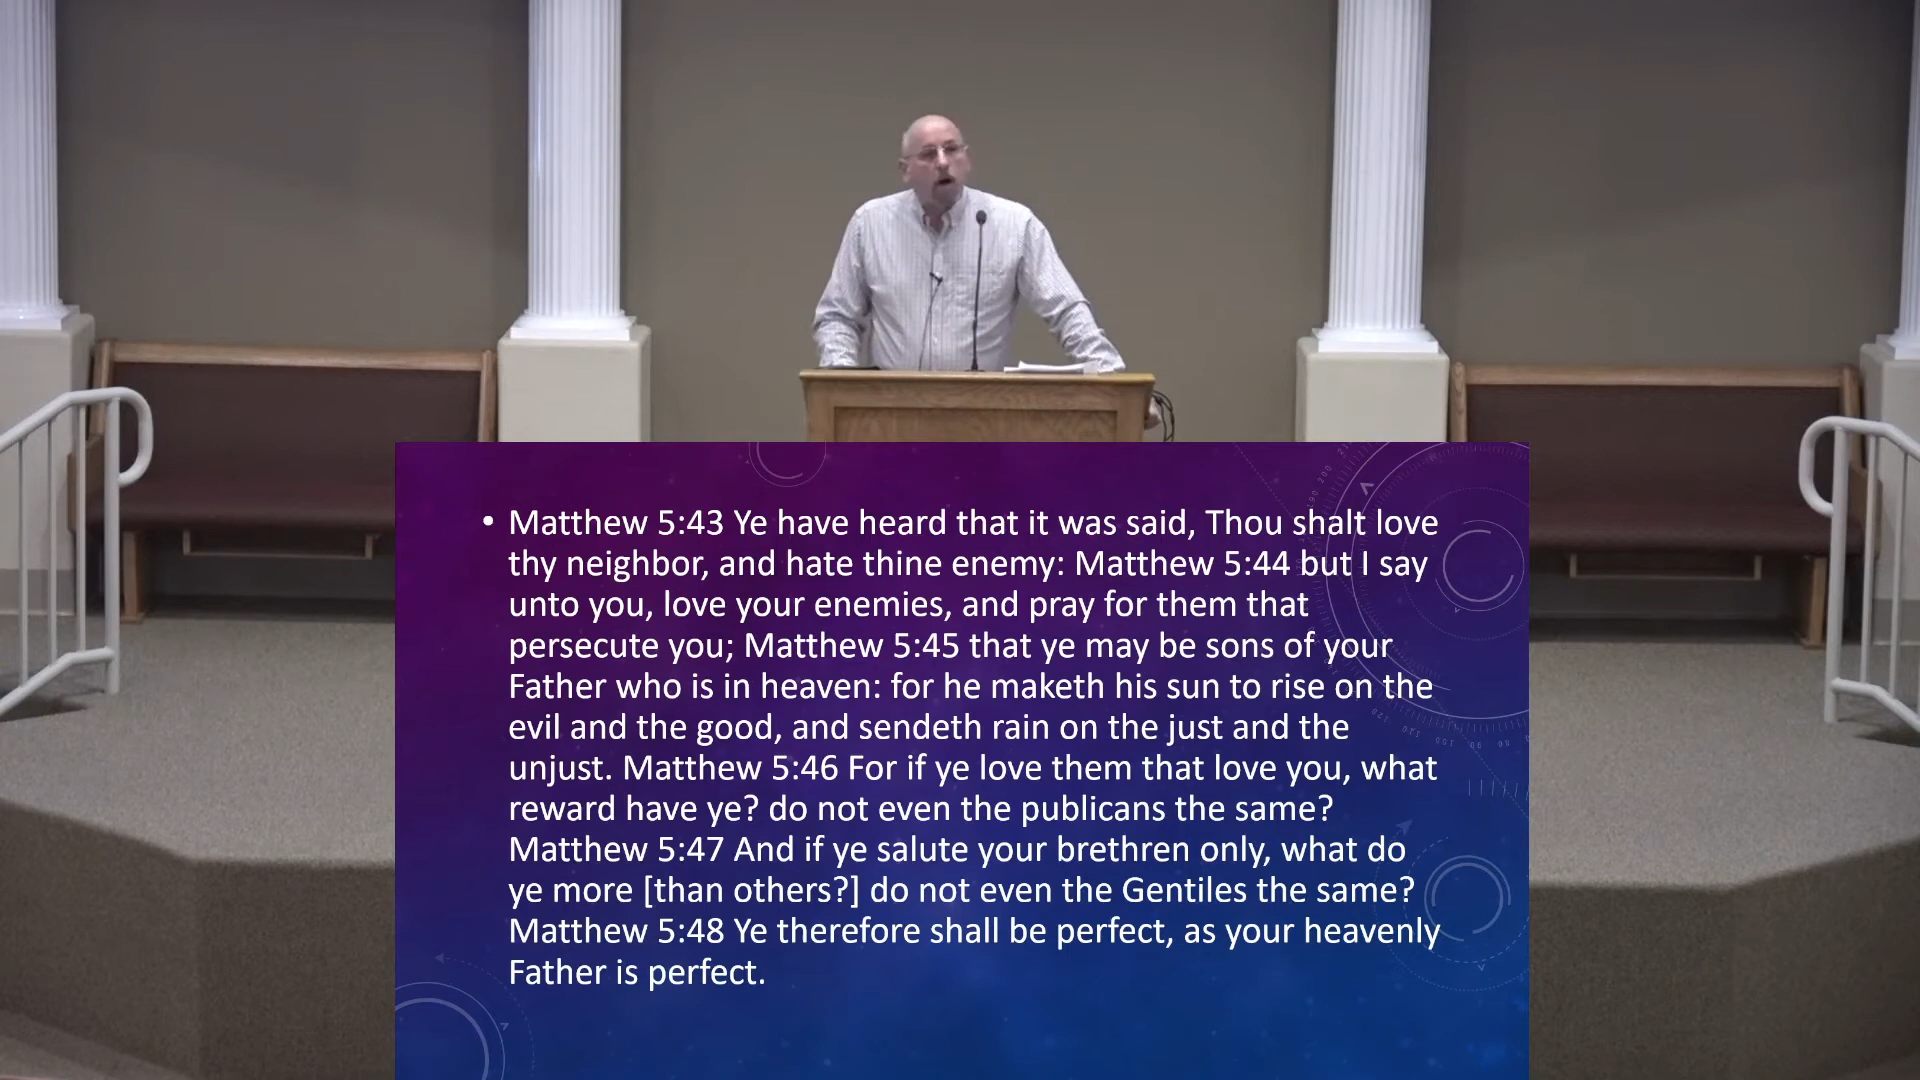 • Matthew 5:43 Ye have heard that it was said, Thou shalt love
thy neighbor, and hate thine enemy: Matthew 5:44 but I say
unto you, love your enemies, and pray for them that
persecute you; Matthew 5:45 that ye may be sons of your
Father who is in heaven: for he maketh his sun to rise on the
evil and the good, and sendeth rain on the just and the
unjust. Matthew 5:46 For if ye love them that love you, what
reward have ye? do not even the publicans the same?
Matthew 5:47 And if ye salute your brethren only, what do
ye more [than others?] do not even the Gentiles the same?
Matthew 5:48 Ye therefore shall be perfect, as your heavenly
Father is perfect.